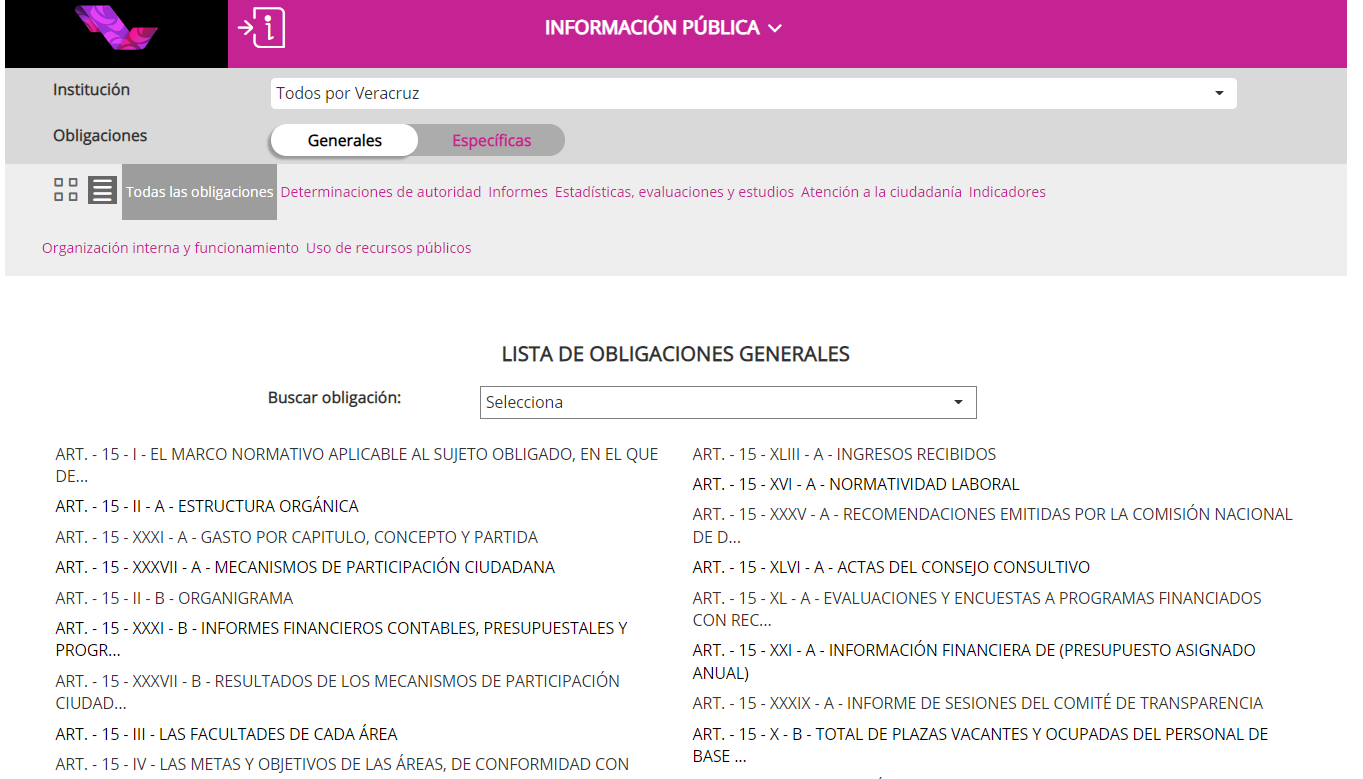 INFORMACIÓN PÚBLICA
Institución
Todos por Veracruz
Obligaciones
Generales
Específicas
Todas las obligaciones Determinaciones de autoridad Informes Estadísticas, evaluaciones y estudios Atención a la ciudadanía Indicadores
Organización interna y funcionamiento Uso de recursos públicos
LISTA DE OBLIGACIONES GENERALES
Buscar obligación:
Selecciona
ART. - 15 - I - EL MARCO NORMATIVO APLICABLE AL SUJETO OBLIGADO, EN EL QUE
DE...
ART. - 15 - II - A - ESTRUCTURA ORGÁNICA
ART. - 15 - XXXI - A - GASTO POR CAPITULO, CONCEPTO Y PARTIDA
ART. - 15 - XXXVII - A - MECANISMOS DE PARTICIPACIÓN CIUDADANA
ART. - 15 - II - B - ORGANIGRAMA
ART. - 15 - XXXI - B - INFORMES FINANCIEROS CONTABLES, PRESUPUESTALES Y
PROGR...
ART. - 15 - XXXVII - B - RESULTADOS DE LOS MECANISMOS DE PARTICIPACIÓN
CIUDAD...
ART. - 15 - III - LAS FACULTADES DE CADA ÁREA
ART. - 15 - IV - LAS METAS Y OBJETIVOS DE LAS ÁREAS, DE CONFORMIDAD CON
ART. - 15 - XLIII - A - INGRESOS RECIBIDOS
ART. - 15 - XVI - A - NORMATIVIDAD LABORAL
ART. - 15 - XXXV - A - RECOMENDACIONES EMITIDAS POR LA COMISIÓN NACIONAL
DE D...
ART. - 15 - XLVI - A - ACTAS DEL CONSEJO CONSULTIVO
ART. - 15 - XL - A - EVALUACIONES Y ENCUESTAS A PROGRAMAS FINANCIADOS
CON REC...
ART. - 15 - XXI - A - INFORMACIÓN FINANCIERA DE (PRESUPUESTO ASIGNADO
ANUAL)
ART. - 15 - XXXIX - A - INFORME DE SESIONES DEL COMITÉ DE TRANSPARENCIA
ART. - 15 - X - B - TOTAL DE PLAZAS VACANTES Y OCUPADAS DEL PERSONAL DE
BASE ...